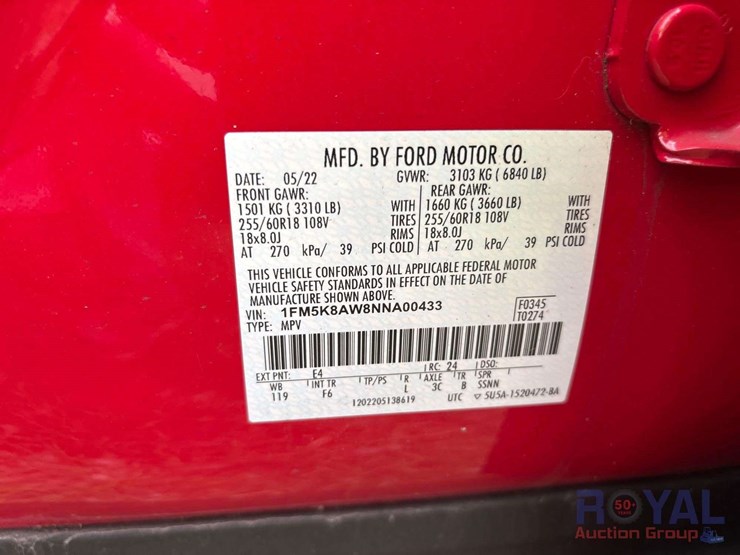 MFD. BY FORD MOTOR CO.
DATE: 05/22 GVWR: 3103 KG ( 6840 LB)
FRONT GAWR: REAR GAWR:
1501 KG ( 3310 LB) WITH 1660 KG ( 3660 LB) WITH
255/60R18 108V TIRES 255/60R18 108V TIRES
18x8.0J RIMS 18x8.0J RIMS
AT 270 kPa/ 39 PSI COLD AT 270 kPa/ 39 PSI COLD
THIS VEHICLE CONFORMS TO ALL APPLICABLE FEDERAL MOTOR
VEHICLE SAFETY STANDARDS IN EFFECT ON THE DATE OF
MANUFACTURE SHOWN ABOVE.
VIN: 1FM5K8AW8NNA00433 F0345
TYPE: MPV T0274
EXT PNT: E4 RC: 24 DSO:
WB INT TR TP/PS R AXLE TR SPR
119 F6 L 3C B SSNN
1202205138619 UTC 5U5A-1520472-BA
50+
ROYAL
Auction Group